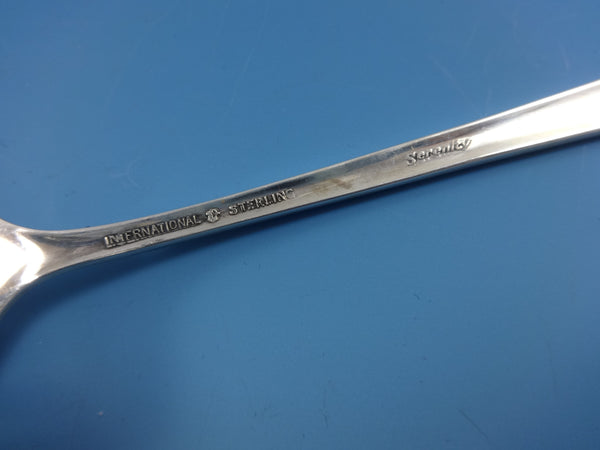 INTERNATIONAL STERLING
Serenity